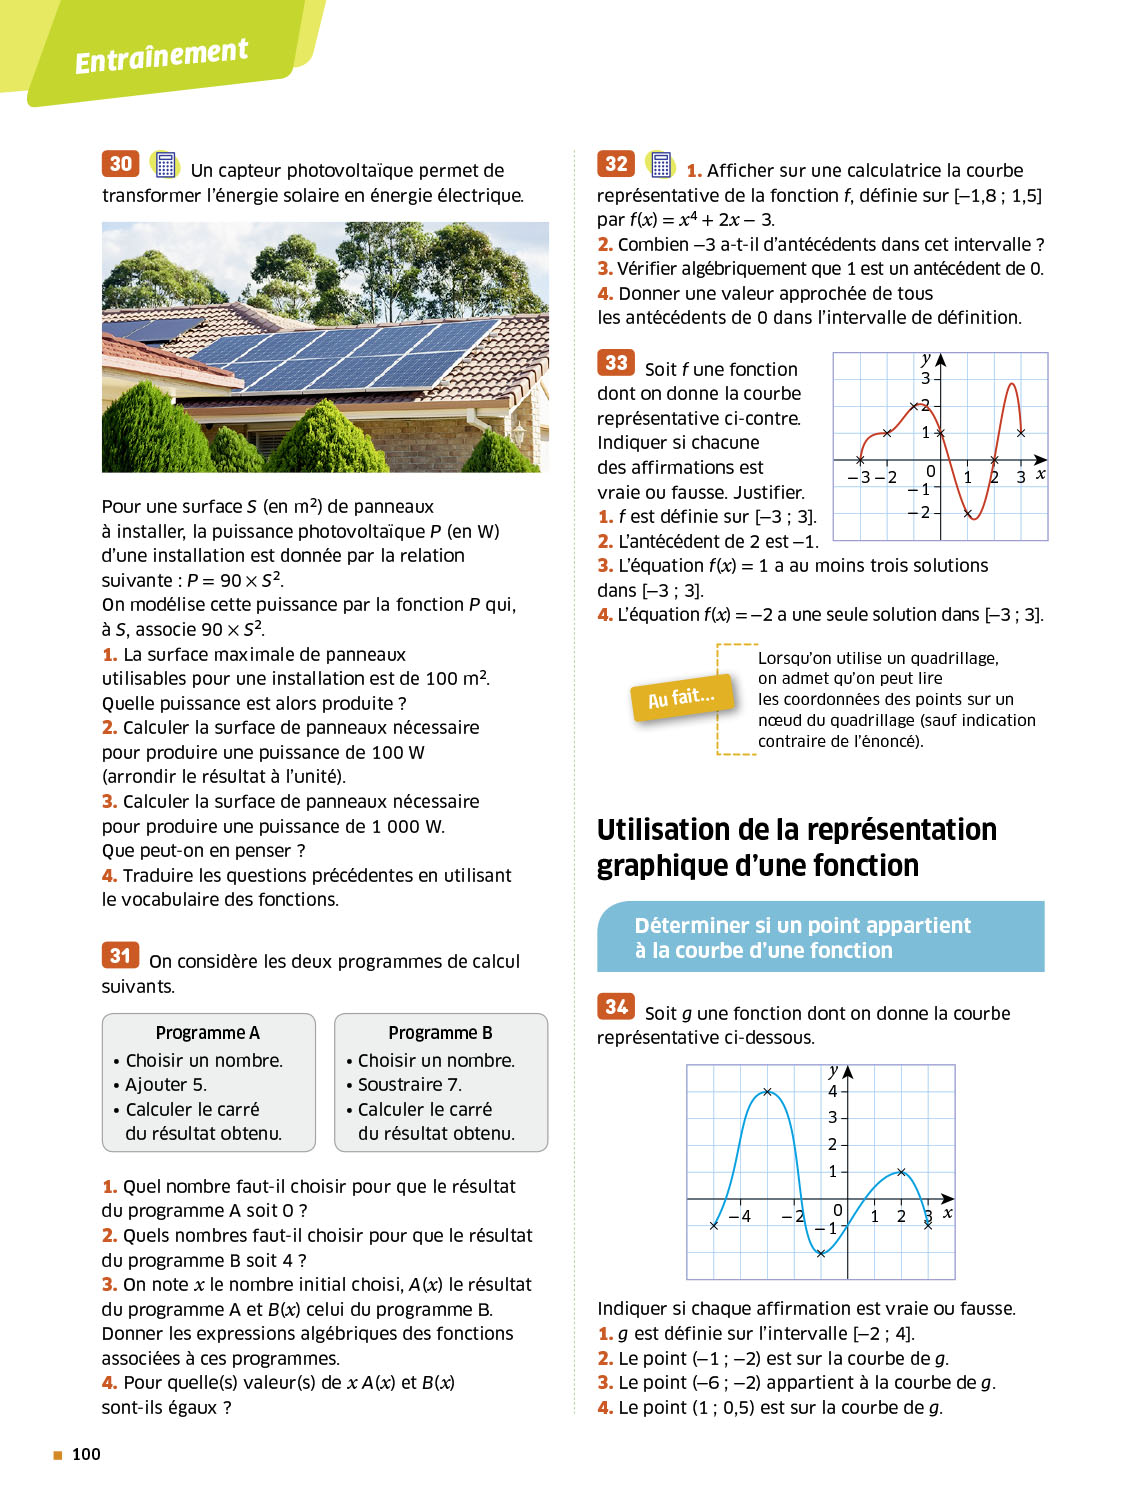 Entraînement
30 Un capteur photovoltaïque permet de
transformer l'énergie solaire en énergie électrique.
Pour une surface S (en m²) de panneaux
à installer, la puissance photovoltaïque P (en W)
d'une installation est donnée par la relation
suivante : P = 90 × S².
On modélise cette puissance par la fonction P qui,
à S, associe 90 × S².
1. La surface maximale de panneaux
utilisables pour une installation est de 100 m².
Quelle puissance est alors produite ?
2. Calculer la surface de panneaux nécessaire
pour produire une puissance de 100 W
(arrondir le résultat à l'unité).
3. Calculer la surface de panneaux nécessaire
pour produire une puissance de 1 000 W.
Que peut-on en penser ?
4. Traduire les questions précédentes en utilisant
le vocabulaire des fonctions.
31 On considère les deux programmes de calcul
suivants.
Programme A
• Choisir un nombre.
• Ajouter 5.
• Calculer le carré
du résultat obtenu.
Programme B
• Choisir un nombre.
• Soustraire 7.
• Calculer le carré
du résultat obtenu.
1. Quel nombre faut-il choisir pour que le résultat
du programme A soit 0 ?
2. Quels nombres faut-il choisir pour que le résultat
du programme B soit 4 ?
3. On note x le nombre initial choisi, A(x) le résultat
du programme A et B(x) celui du programme B.
Donner les expressions algébriques des fonctions
associées à ces programmes.
4. Pour quelle(s) valeur(s) de x A(x) et B(x)
sont-ils égaux ?
100
32 1. Afficher sur une calculatrice la courbe
représentative de la fonction f, définie sur [–1,8 ; 1,5]
par f(x) = x⁴ + 2x – 3.
2. Combien –3 a-t-il d'antécédents dans cet intervalle ?
3. Vérifier algébriquement que 1 est un antécédent de 0.
4. Donner une valeur approchée de tous
les antécédents de 0 dans l'intervalle de définition.
33 Soit f une fonction
dont on donne la courbe
représentative ci-contre.
Indiquer si chacune
des affirmations est
vraie ou fausse. Justifier.
1. f est définie sur [–3 ; 3].
2. L'antécédent de 2 est –1.
3. L'équation f(x) = 1 a au moins trois solutions
dans [–3 ; 3].
4. L'équation f(x) = –2 a une seule solution dans [–3 ; 3].
y
3
2
1
–3 –2 0 1 2 3 x
–1
–2
Au fait...
Lorsqu'on utilise un quadrillage,
on admet qu'on peut lire
les coordonnées des points sur un
nœud du quadrillage (sauf indication
contraire de l'énoncé).
Utilisation de la représentation
graphique d'une fonction
Déterminer si un point appartient
à la courbe d'une fonction
34 Soit g une fonction dont on donne la courbe
représentative ci-dessous.
y
4
3
2
1
–4 –2 0 1 2 3 x
–1
Indiquer si chaque affirmation est vraie ou fausse.
1. g est définie sur l'intervalle [–2 ; 4].
2. Le point (–1 ; –2) est sur la courbe de g.
3. Le point (–6 ; –2) appartient à la courbe de g.
4. Le point (1 ; 0,5) est sur la courbe de g.